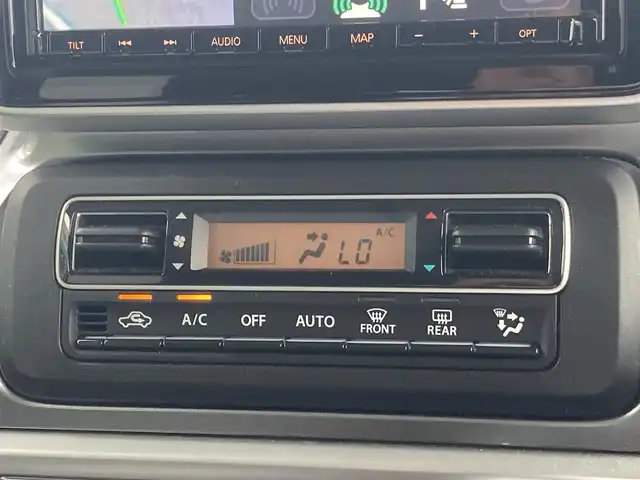 TILT AUDIO MENU MAP − + OPT
A/C
LO
A/C OFF AUTO FRONT REAR